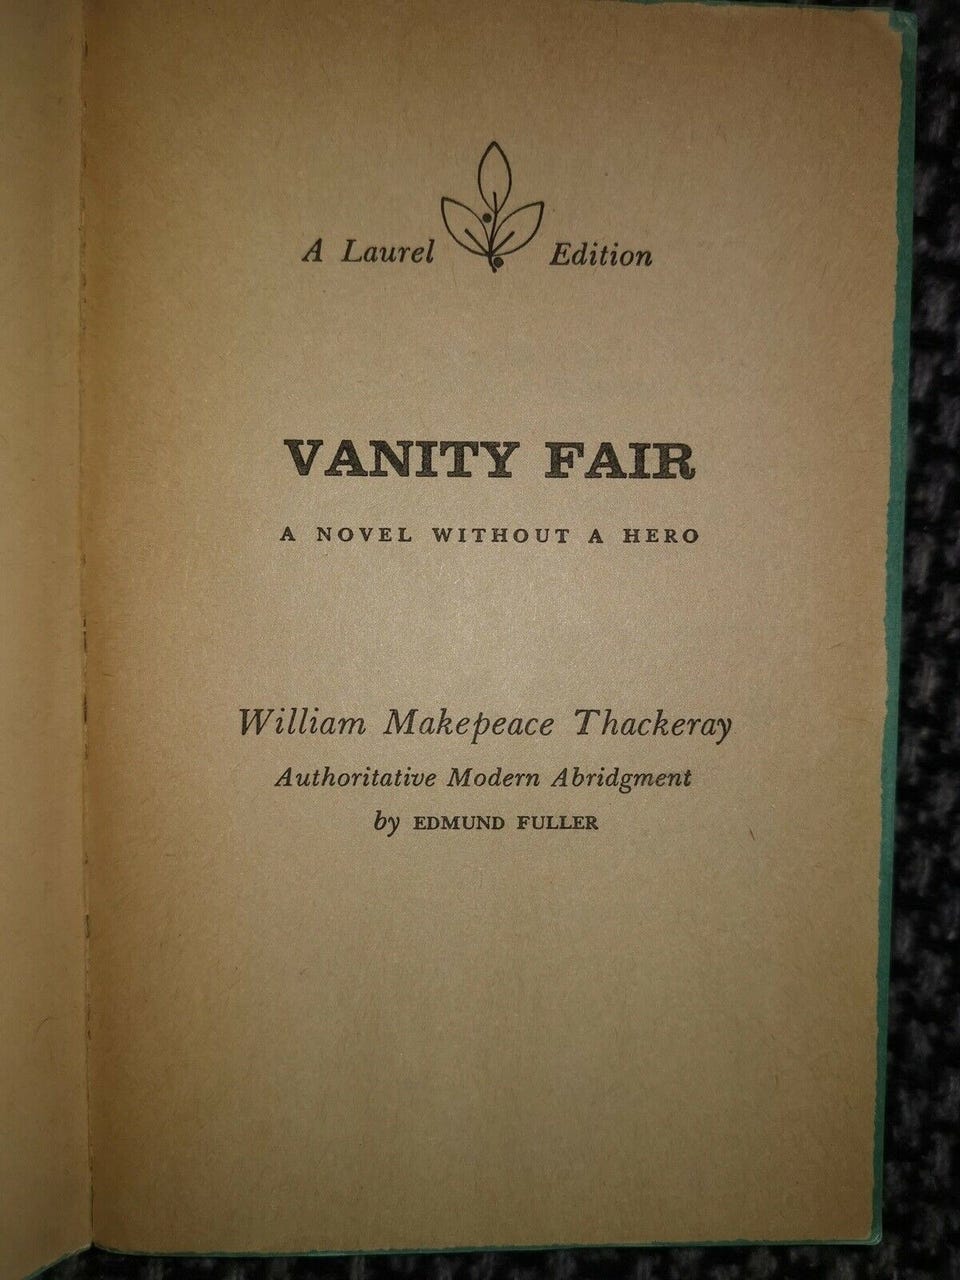 A Laurel Edition
VANITY FAIR
A NOVEL WITHOUT A HERO
William Makepeace Thackeray
Authoritative Modern Abridgment
by EDMUND FULLER